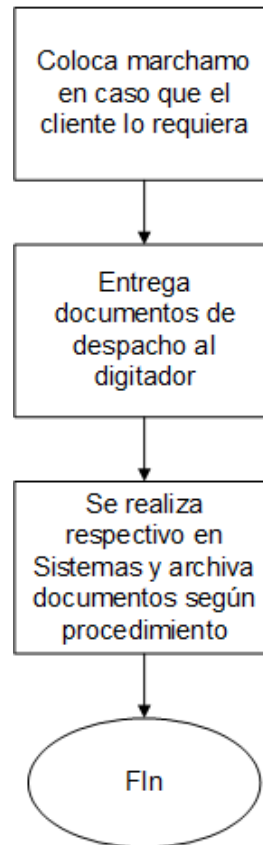 Coloca marchamo
en caso que el
cliente lo requiera
Entrega
documentos de
despacho al
digitador
Se realiza
respectivo en
Sistemas y archiva
documentos según
procedimiento
FIn